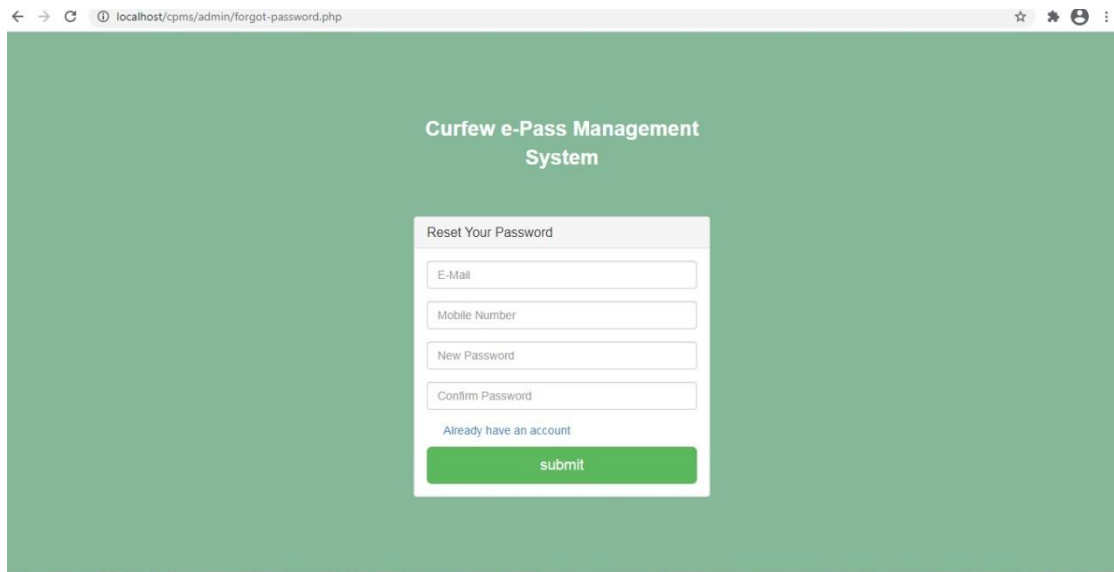 localhost/cpms/admin/forgot-password.php
Curfew e-Pass Management
System
Reset Your Password
E-Mail
Mobile Number
New Password
Confirm Password
Already have an account
submit